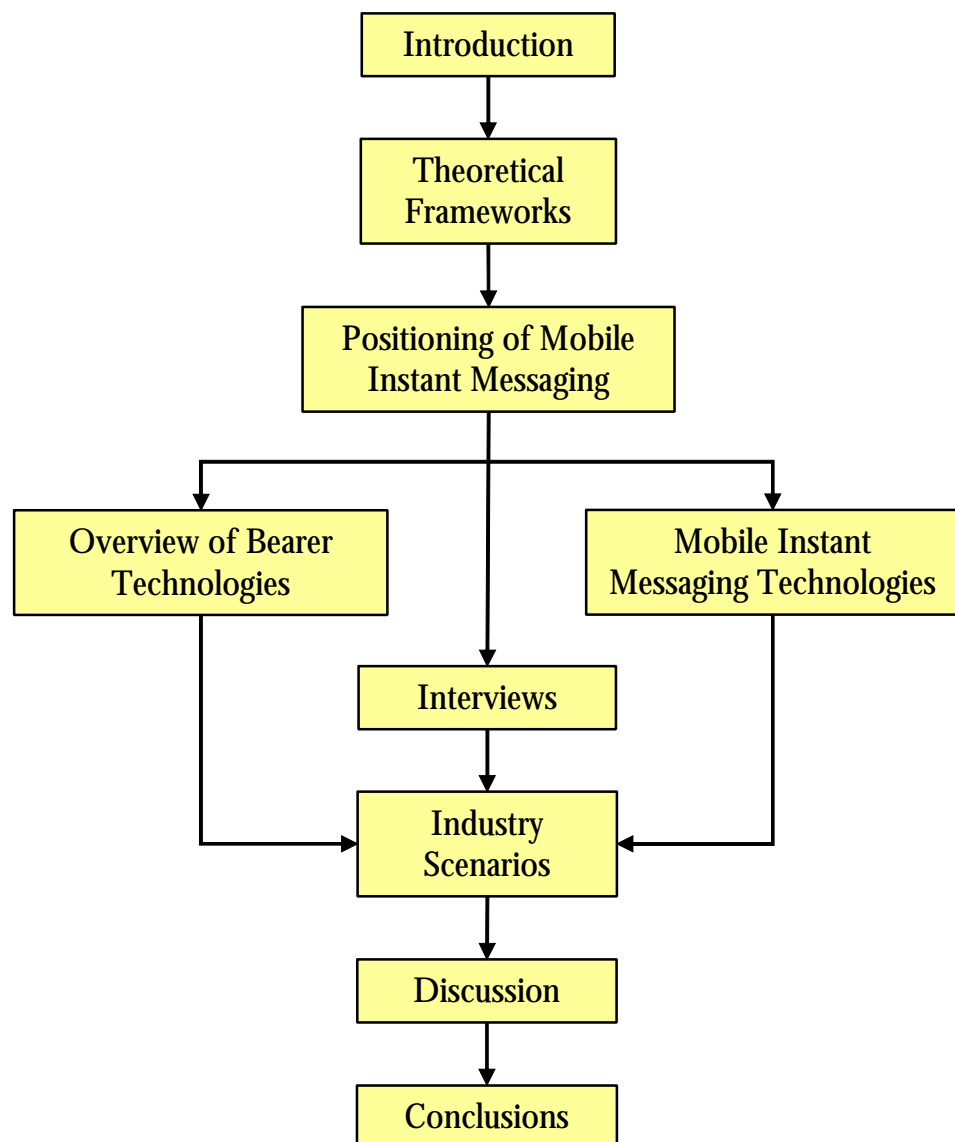 Introduction
Theoretical
Frameworks
Positioning of Mobile
Instant Messaging
Overview of Bearer
Technologies
Mobile Instant
Messaging Technologies
Interviews
Industry
Scenarios
Discussion
Conclusions